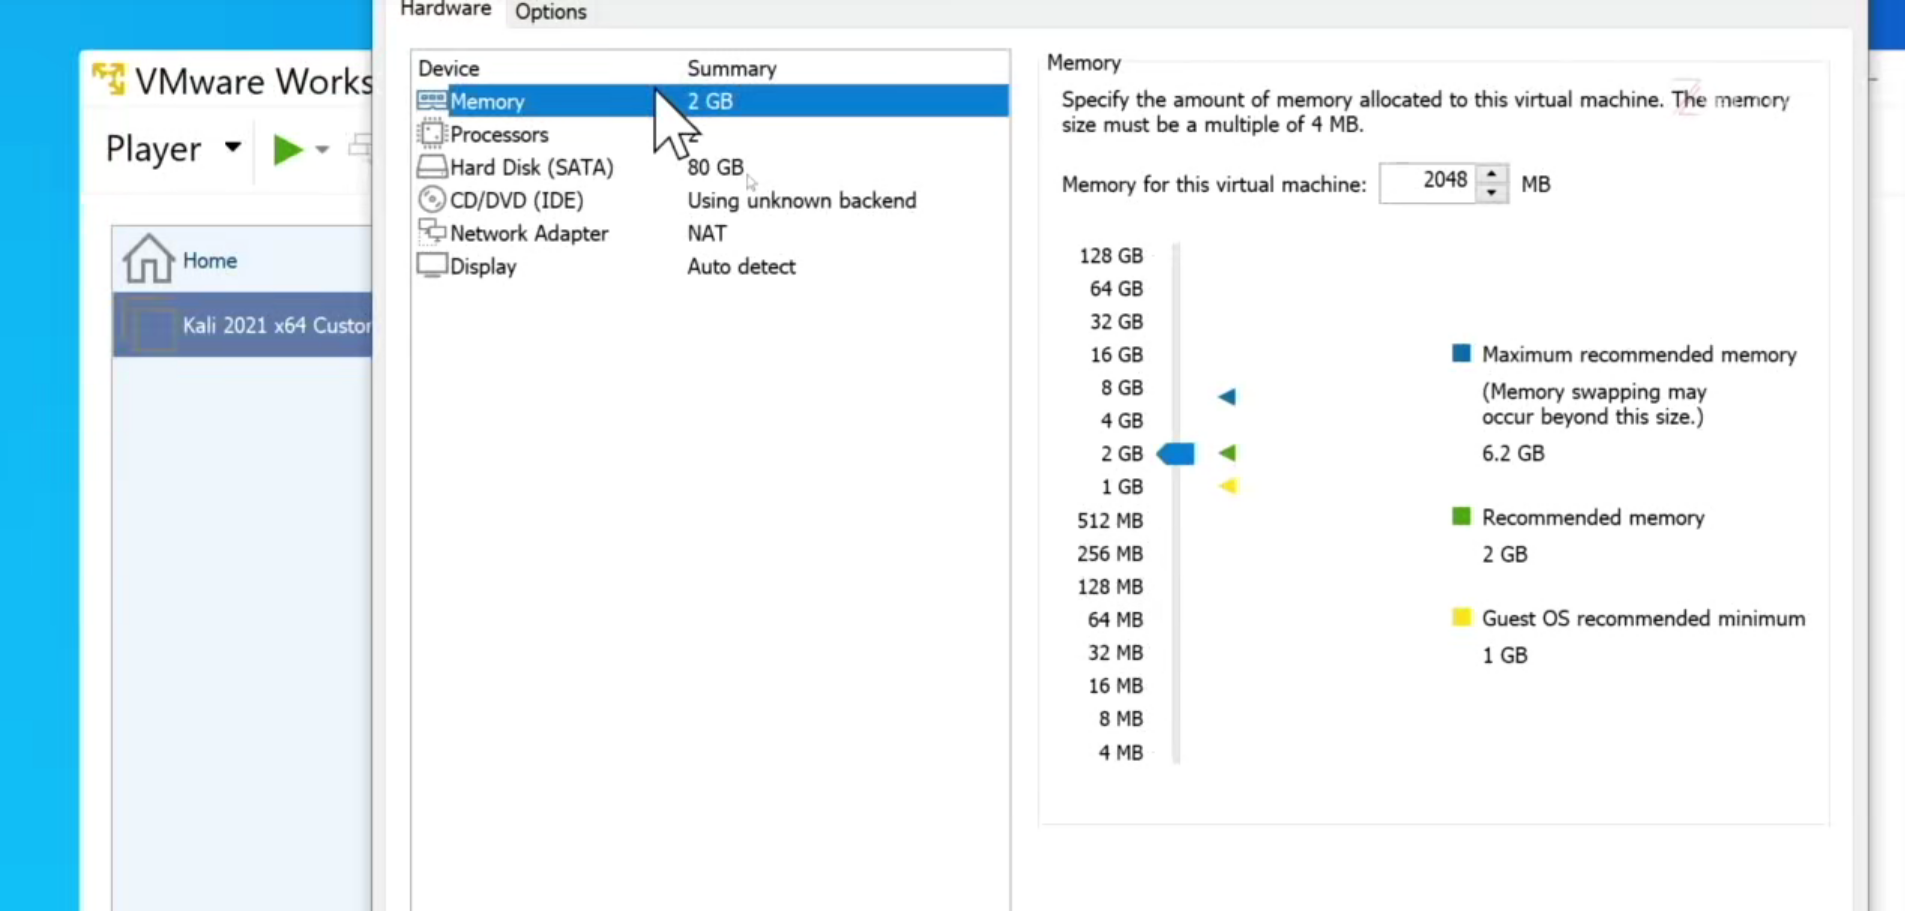 Hardware Options
VMware Works
Player
Home
Kali 2021 x64 Custo
Device Summary
Memory 2 GB
Processors 2
Hard Disk (SATA) 80 GB
CD/DVD (IDE) Using unknown backend
Network Adapter NAT
Display Auto detect
Memory
Specify the amount of memory allocated to this virtual machine. The memory
size must be a multiple of 4 MB.
Memory for this virtual machine: 2048 MB
128 GB
64 GB
32 GB
16 GB
8 GB
4 GB
2 GB
1 GB
512 MB
256 MB
128 MB
64 MB
32 MB
16 MB
8 MB
4 MB
Maximum recommended memory
(Memory swapping may
occur beyond this size.)
6.2 GB
Recommended memory
2 GB
Guest OS recommended minimum
1 GB